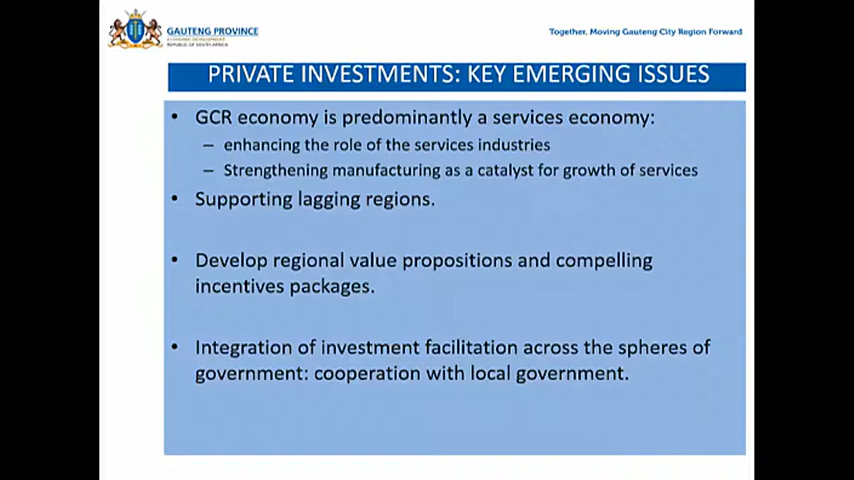 GAUTENG PROVINCE
ECONOMIC DEVELOPMENT
REPUBLIC OF SOUTH AFRICA
Together, Moving Gauteng City Region Forward
PRIVATE INVESTMENTS: KEY EMERGING ISSUES
• GCR economy is predominantly a services economy:
– enhancing the role of the services industries
– Strengthening manufacturing as a catalyst for growth of services
• Supporting lagging regions.
• Develop regional value propositions and compelling
incentives packages.
• Integration of investment facilitation across the spheres of
government: cooperation with local government.